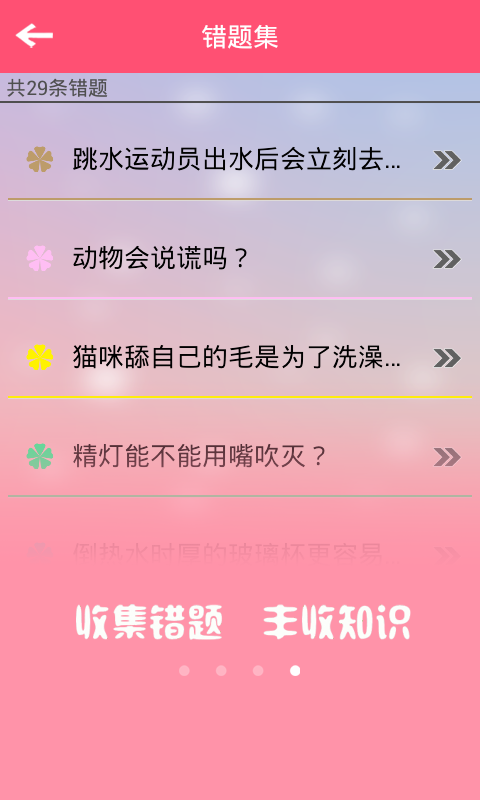 错题集
共29条错题
跳水运动员出水后会立刻去...
动物会说谎吗？
猫咪舔自己的毛是为了洗澡...
精灯能不能用嘴吹灭？
倒热水时厚的玻璃杯更容易
收集错题 丰收知识